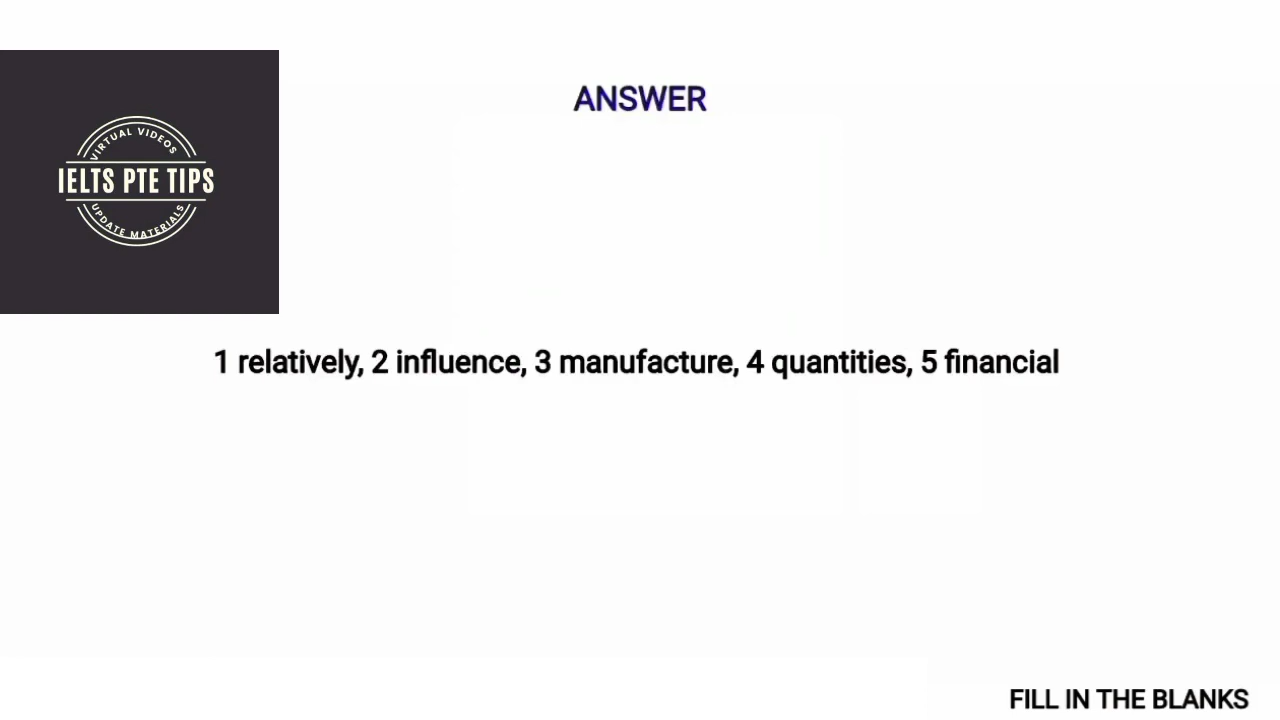 ANSWER
VIRTUAL VIDEOS
IELTS PTE TIPS
UPDATE MATERIALS
1 relatively, 2 influence, 3 manufacture, 4 quantities, 5 financial
FILL IN THE BLANKS